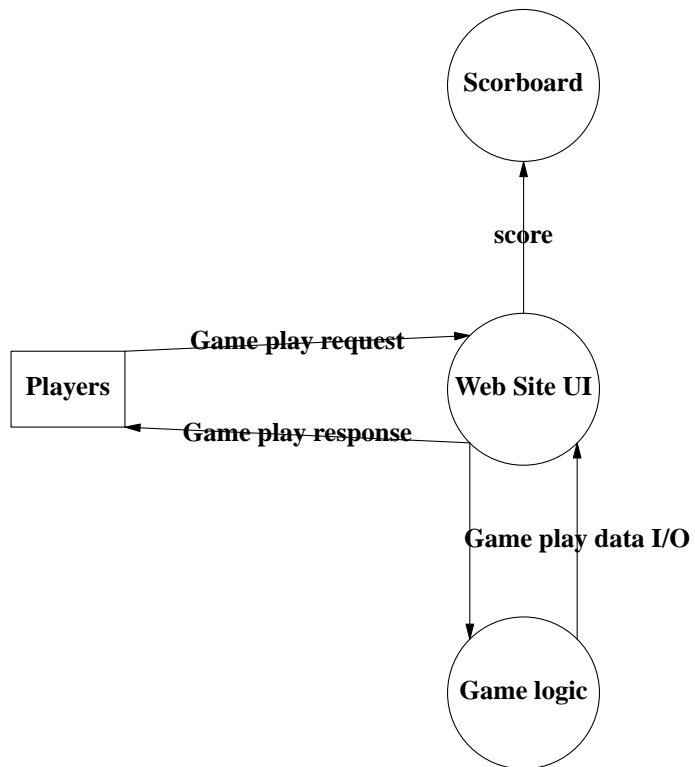 Scorboard
score
Game play request
Players
Web Site UI
Game play response
Game play data I/O
Game logic